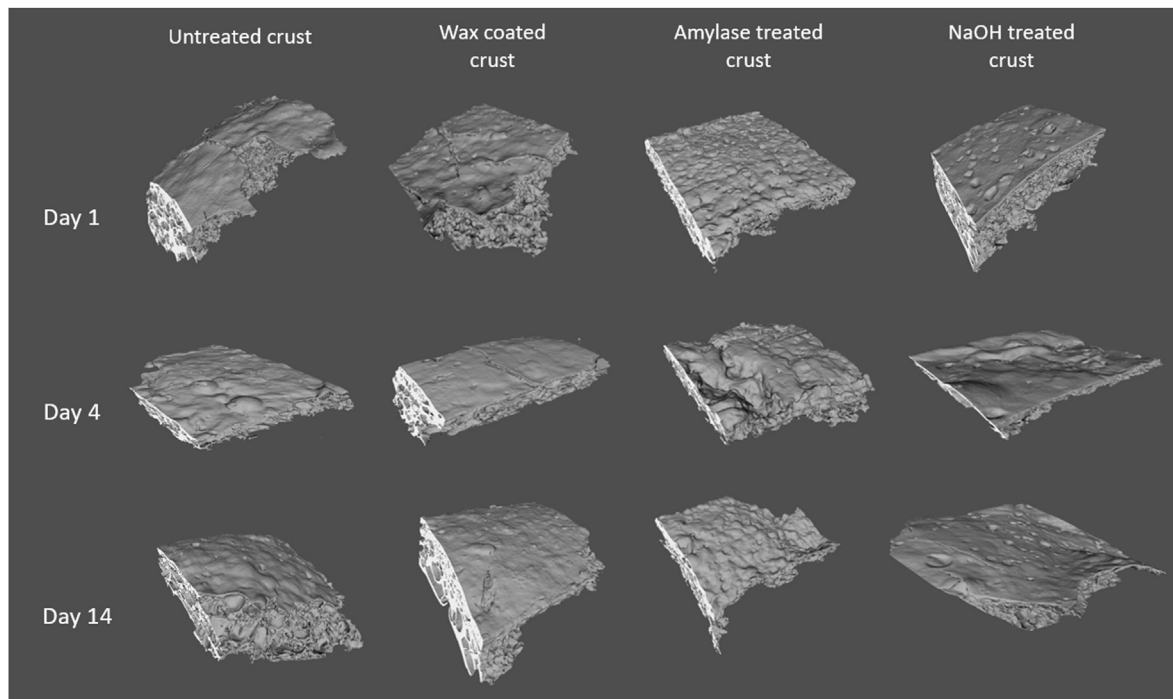 Untreated crust
Wax coated
crust
Amylase treated
crust
NaOH treated
crust
Day 1
Day 4
Day 14